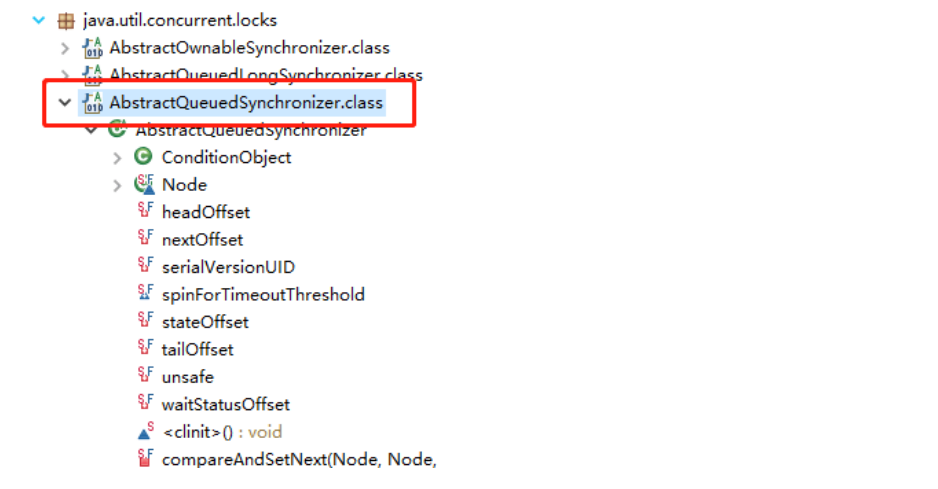 java.util.concurrent.locks
AbstractOwnableSynchronizer.class
AbstractQueuedLongSynchronizer.class
AbstractQueuedSynchronizer.class
AbstractQueuedSynchronizer
ConditionObject
Node
headOffset
nextOffset
serialVersionUID
spinForTimeoutThreshold
stateOffset
tailOffset
unsafe
waitStatusOffset
<clinit>() : void
compareAndSetNext(Node, Node,